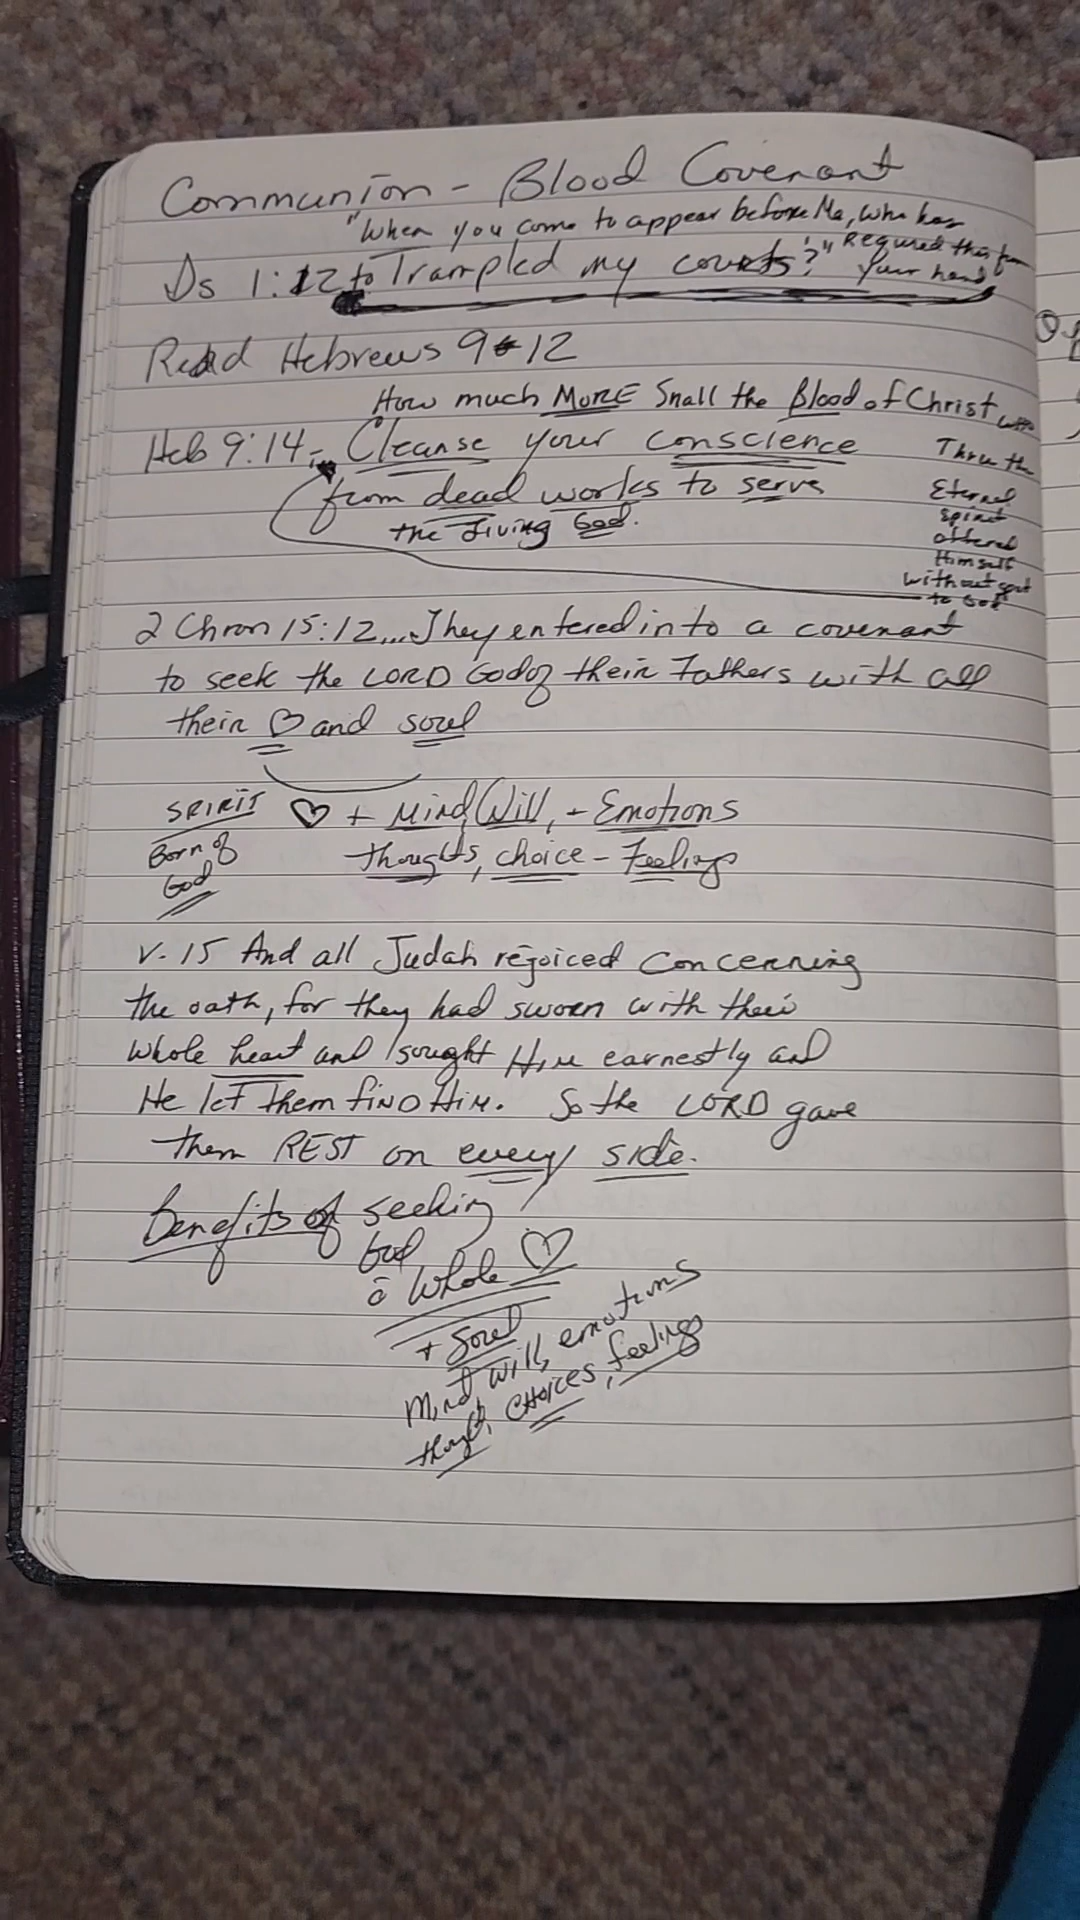 Communion - Blood Covenant
"When you come to appear before Me, who has
Required this from
Your hand
Is 1:12 to Trampled my courts?"
Read Hebrews 9 12
How much MORE Shall the Blood of Christ who
Thru the
Eternal
spirit
offered
Himself
without spot
to God
Heb 9:14 - Cleanse your conscience
from dead works to serve
the living God.
2 Chron 15:12... They entered into a covenant
to seek the LORD God of their Fathers with all
their ♡ and soul
SPIRIT ♡ + Mind, Will, + Emotions
Born of
God
thoughts, choice - Feelings
V. 15 And all Judah rejoiced concerning
the oath, for they had sworn with their
whole heart and sought Him earnestly and
He let them find Him. So the LORD gave
them REST on every side.
Benefits of seeking
God
c̄ whole ♡
+ Soul
Mind, will, emotions
thought, CHOICES, feelings